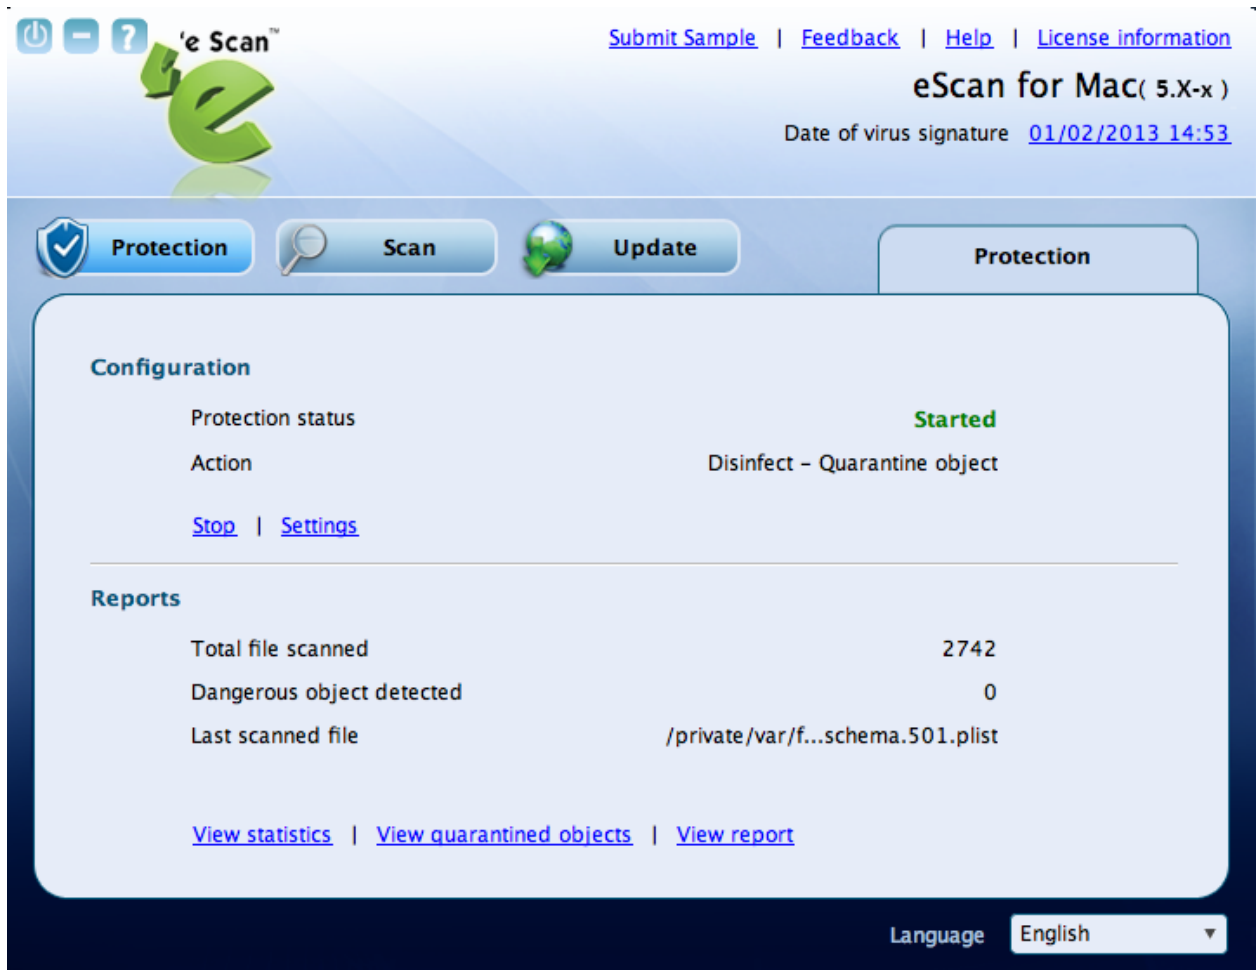 ‘e Scan™
Submit Sample | Feedback | Help | License information
eScan for Mac( 5.X-x )
Date of virus signature 01/02/2013 14:53
Protection Scan Update Protection
Configuration
Protection status Started
Action Disinfect – Quarantine object
Stop | Settings
Reports
Total file scanned 2742
Dangerous object detected 0
Last scanned file /private/var/f...schema.501.plist
View statistics | View quarantined objects | View report
Language English